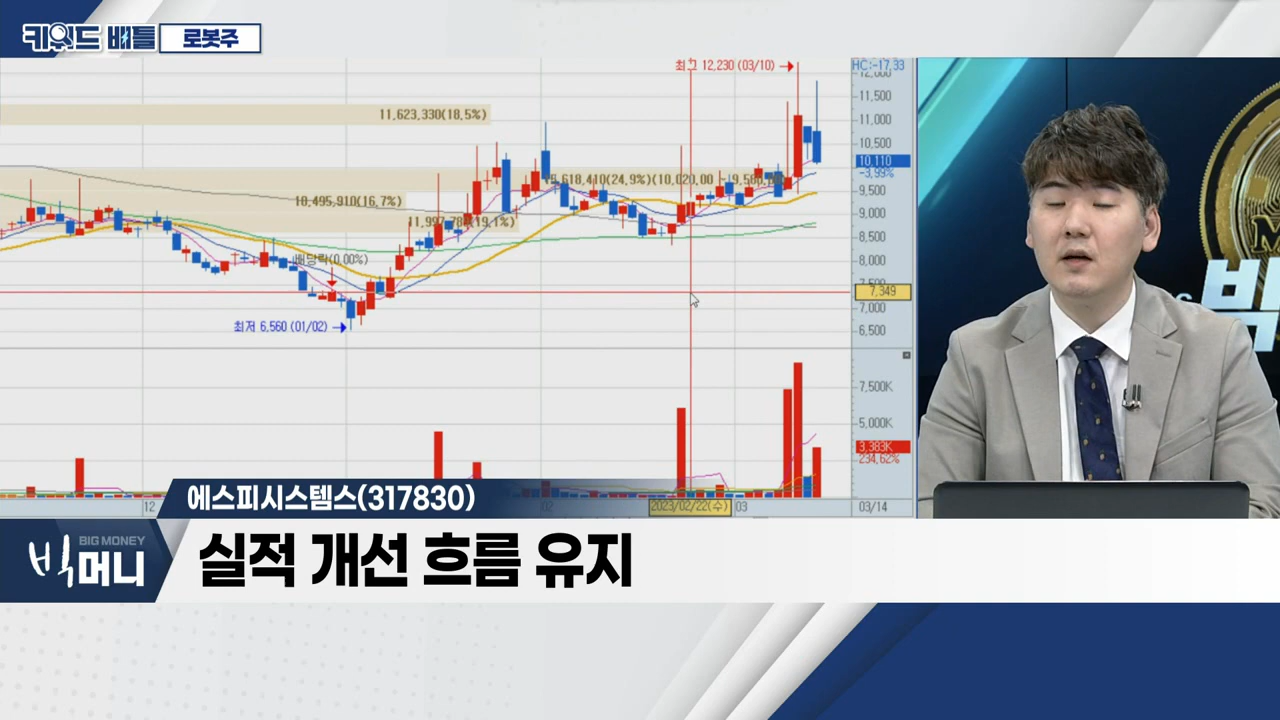 키워드 배틀 로봇주
최고 12,230 (03/10)
HC:-17,33
12,000
11,500
11,623,330(18,5%)
11,000
10,500
10,110
-3,99%
9,500
10,495,910(16,7%)
9,000
8,500
배당락(0,00%)
8,000
7,349
7,000
최저 6,560 (01/02)
6,500
7,500K
5,000K
3,383K
234,62%
12
02
2023/02/22(수)
03
03/14
에스피시스템스(317830)
BIG MONEY
빅머니
실적 개선 흐름 유지